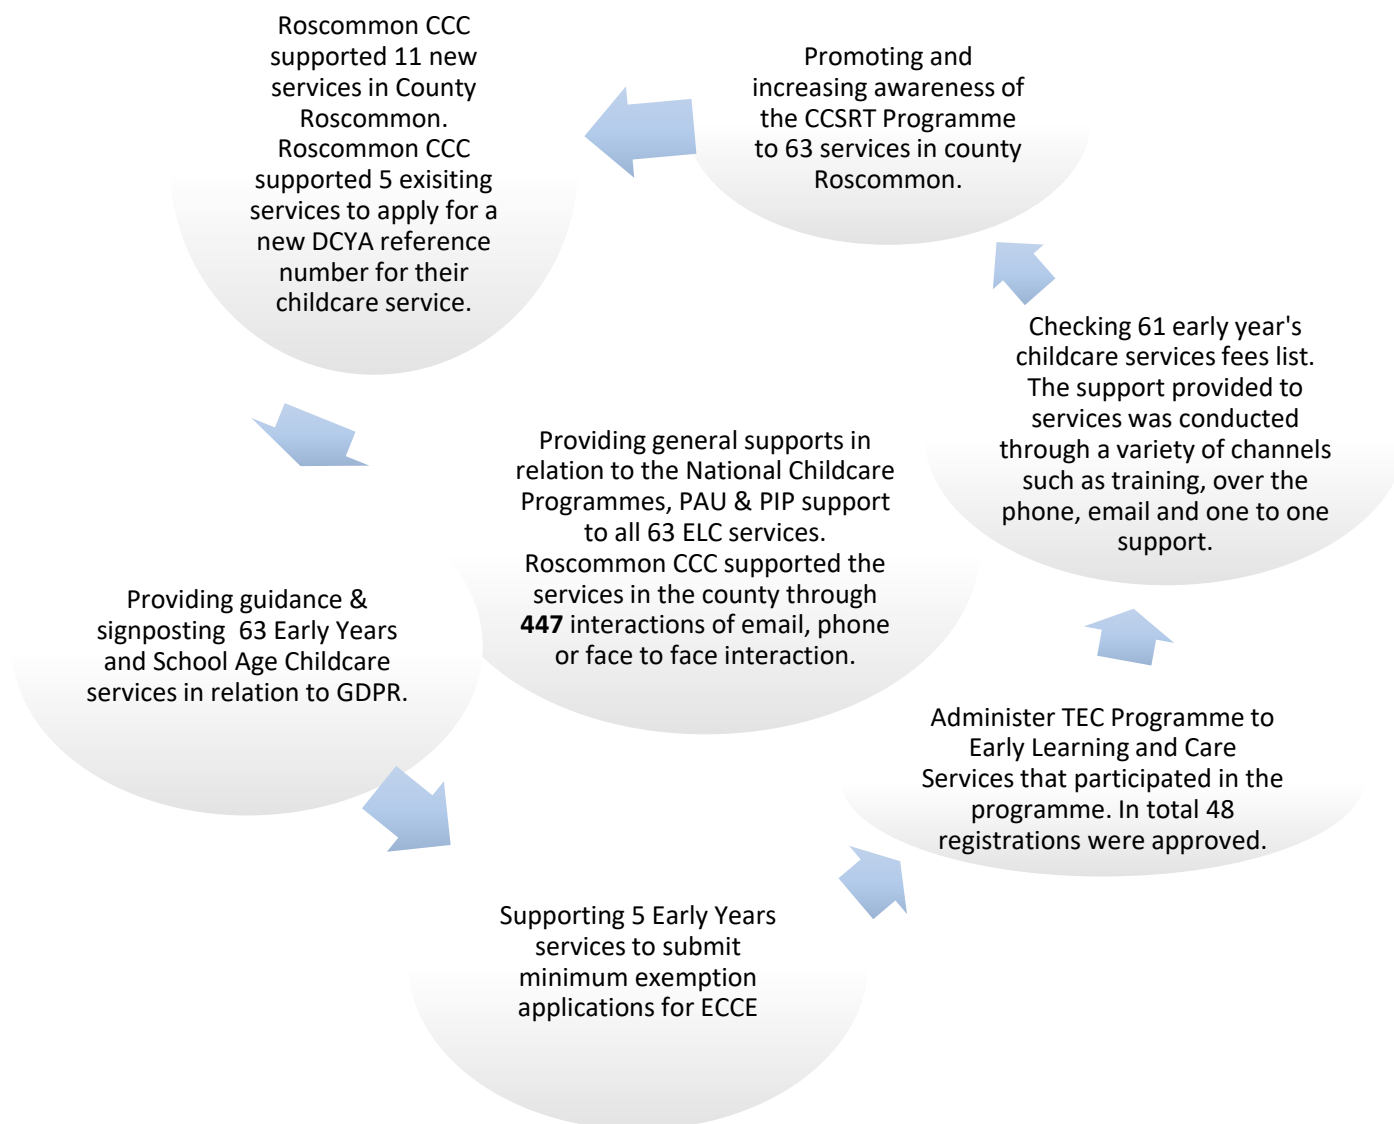 Roscommon CCC
supported 11 new
services in County
Roscommon.
Roscommon CCC
supported 5 exisiting
services to apply for a
new DCYA reference
number for their
childcare service.
Promoting and
increasing awareness of
the CCSRT Programme
to 63 services in county
Roscommon.
Checking 61 early year's
childcare services fees list.
The support provided to
services was conducted
through a variety of channels
such as training, over the
phone, email and one to one
support.
Providing general supports in
relation to the National Childcare
Programmes, PAU & PIP support
to all 63 ELC services.
Roscommon CCC supported the
services in the county through
447 interactions of email, phone
or face to face interaction.
Providing guidance &
signposting 63 Early Years
and School Age Childcare
services in relation to GDPR.
Administer TEC Programme to
Early Learning and Care
Services that participated in the
programme. In total 48
registrations were approved.
Supporting 5 Early Years
services to submit
minimum exemption
applications for ECCE